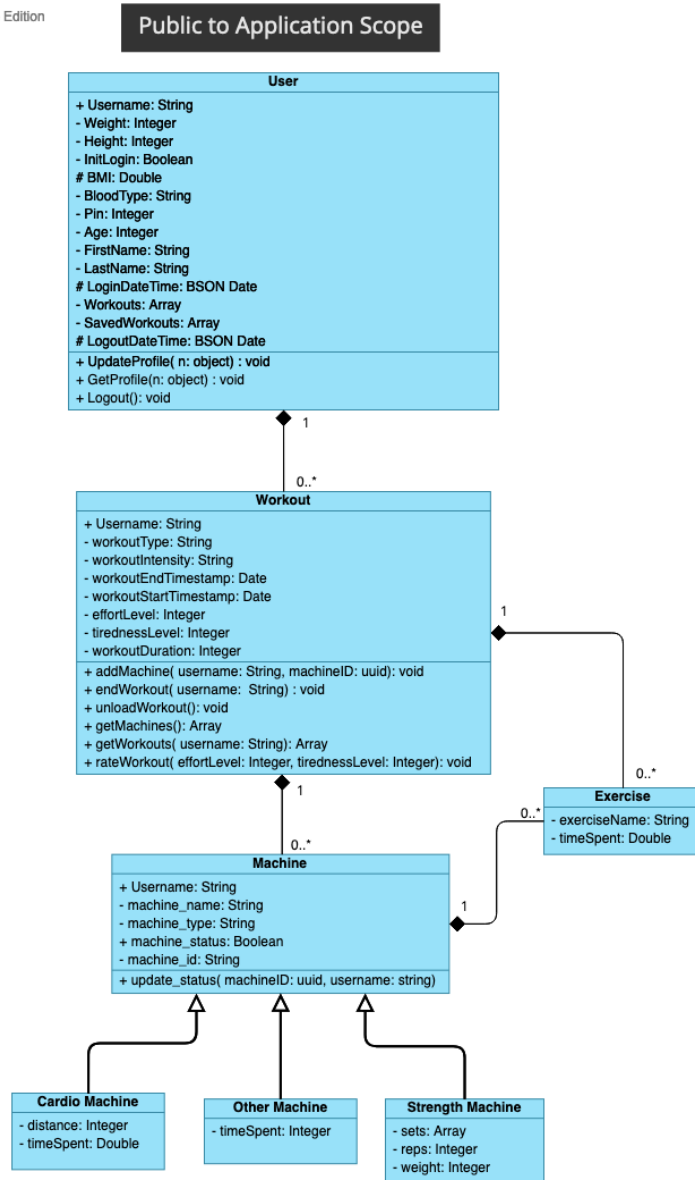 Edition
Public to Application Scope
User
+ Username: String
- Weight: Integer
- Height: Integer
- InitLogin: Boolean
# BMI: Double
- BloodType: String
- Pin: Integer
- Age: Integer
- FirstName: String
- LastName: String
# LoginDateTime: BSON Date
- Workouts: Array
- SavedWorkouts: Array
# LogoutDateTime: BSON Date
+ UpdateProfile( n: object) : void
+ GetProfile(n: object) : void
+ Logout(): void
1
0..*
Workout
+ Username: String
- workoutType: String
- workoutIntensity: String
- workoutEndTimestamp: Date
- workoutStartTimestamp: Date
- effortLevel: Integer
- tirednessLevel: Integer
- workoutDuration: Integer
+ addMachine( username: String, machineID: uuid): void
+ endWorkout( username:  String) : void
+ unloadWorkout(): void
+ getMachines(): Array
+ getWorkouts( username: String): Array
+ rateWorkout( effortLevel: Integer, tirednessLevel: Integer): void
1
0..*
Exercise
- exerciseName: String
- timeSpent: Double
1
0..*
Machine
+ Username: String
- machine_name: String
- machine_type: String
+ machine_status: Boolean
- machine_id: String
+ update_status( machineID: uuid, username: string)
1
0..*
Cardio Machine
- distance: Integer
- timeSpent: Double
Other Machine
- timeSpent: Integer
Strength Machine
- sets: Array
- reps: Integer
- weight: Integer